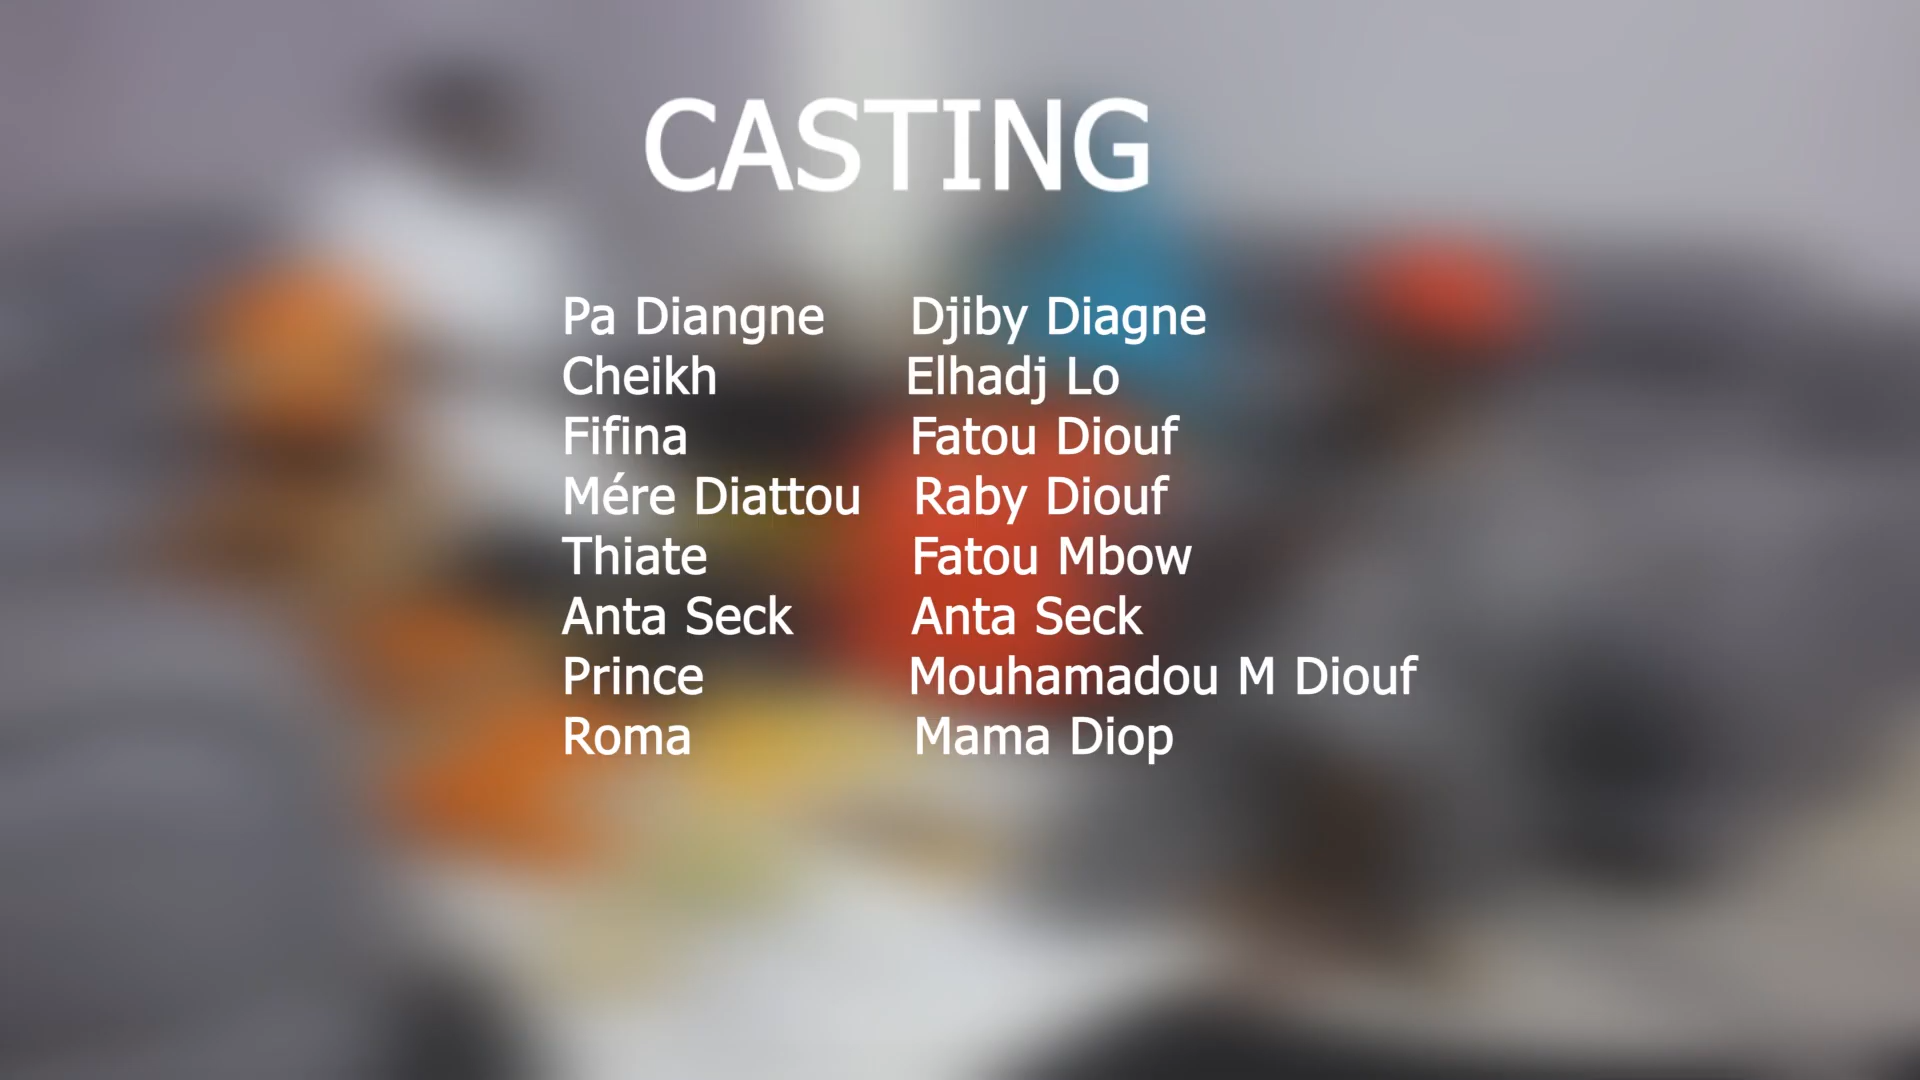 CASTING
Pa Diangne Djiby Diagne
Cheikh Elhadj Lo
Fifina Fatou Diouf
Mére Diattou Raby Diouf
Thiate Fatou Mbow
Anta Seck Anta Seck
Prince Mouhamadou M Diouf
Roma Mama Diop